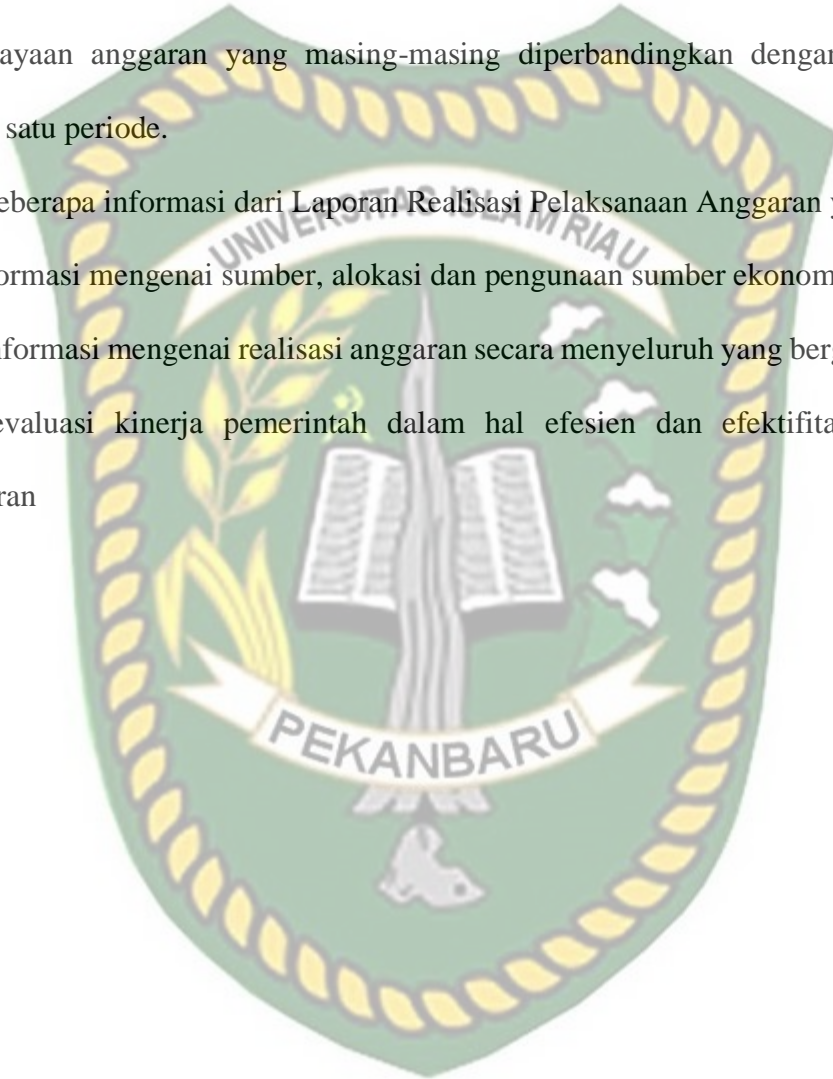 ayaan anggaran yang masing-masing diperbandingkan dengan
satu periode.
eberapa informasi dari Laporan Realisasi Pelaksanaan Anggaran y
UNIVERSITAS ISLAM RIAU
ormasi mengenai sumber, alokasi dan pengunaan sumber ekonom
nformasi mengenai realisasi anggaran secara menyeluruh yang berg
evaluasi kinerja pemerintah dalam hal efesien dan efektifita
ran
PEKANBARU